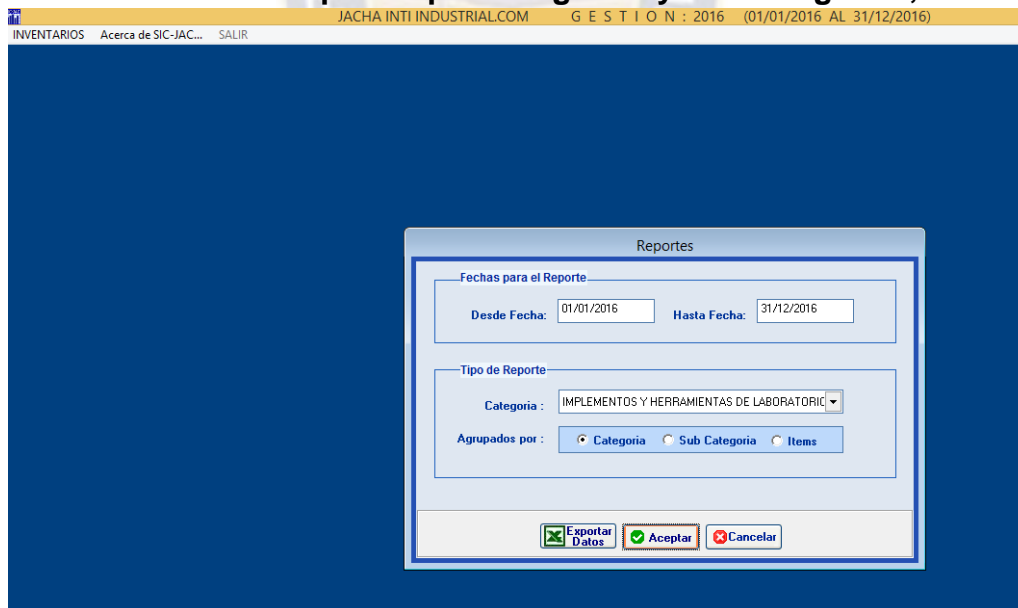 JACHA INTI INDUSTRIAL.COM G E S T I O N : 2016 (01/01/2016 AL 31/12/2016)
INVENTARIOS Acerca de SIC-JAC... SALIR
Reportes
Fechas para el Reporte
Desde Fecha: 01/01/2016 Hasta Fecha: 31/12/2016
Tipo de Reporte
Categoria : IMPLEMENTOS Y HERRAMIENTAS DE LABORATORIO
Agrupados por : Categoria Sub Categoria Items
Exportar Datos Aceptar Cancelar